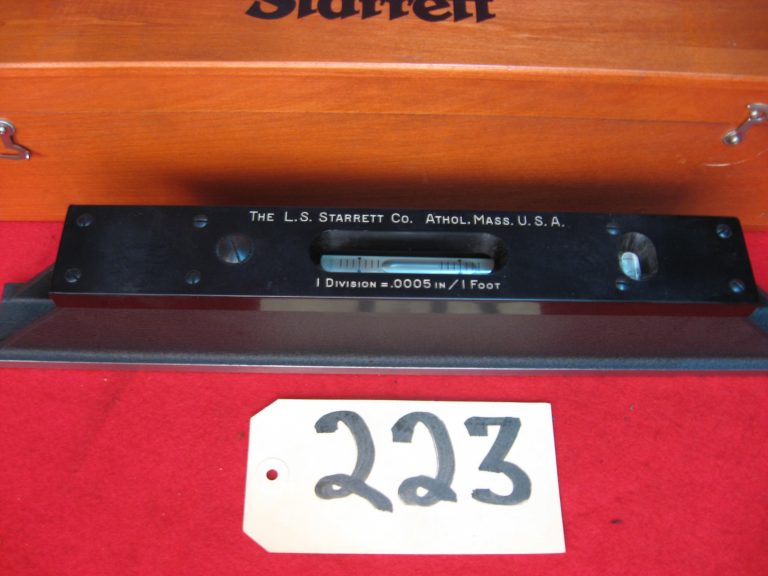 Starrett
THE L.S. STARRETT CO. ATHOL.MASS.U.S.A.
1 DIVISION = .0005 IN / 1 FOOT
223